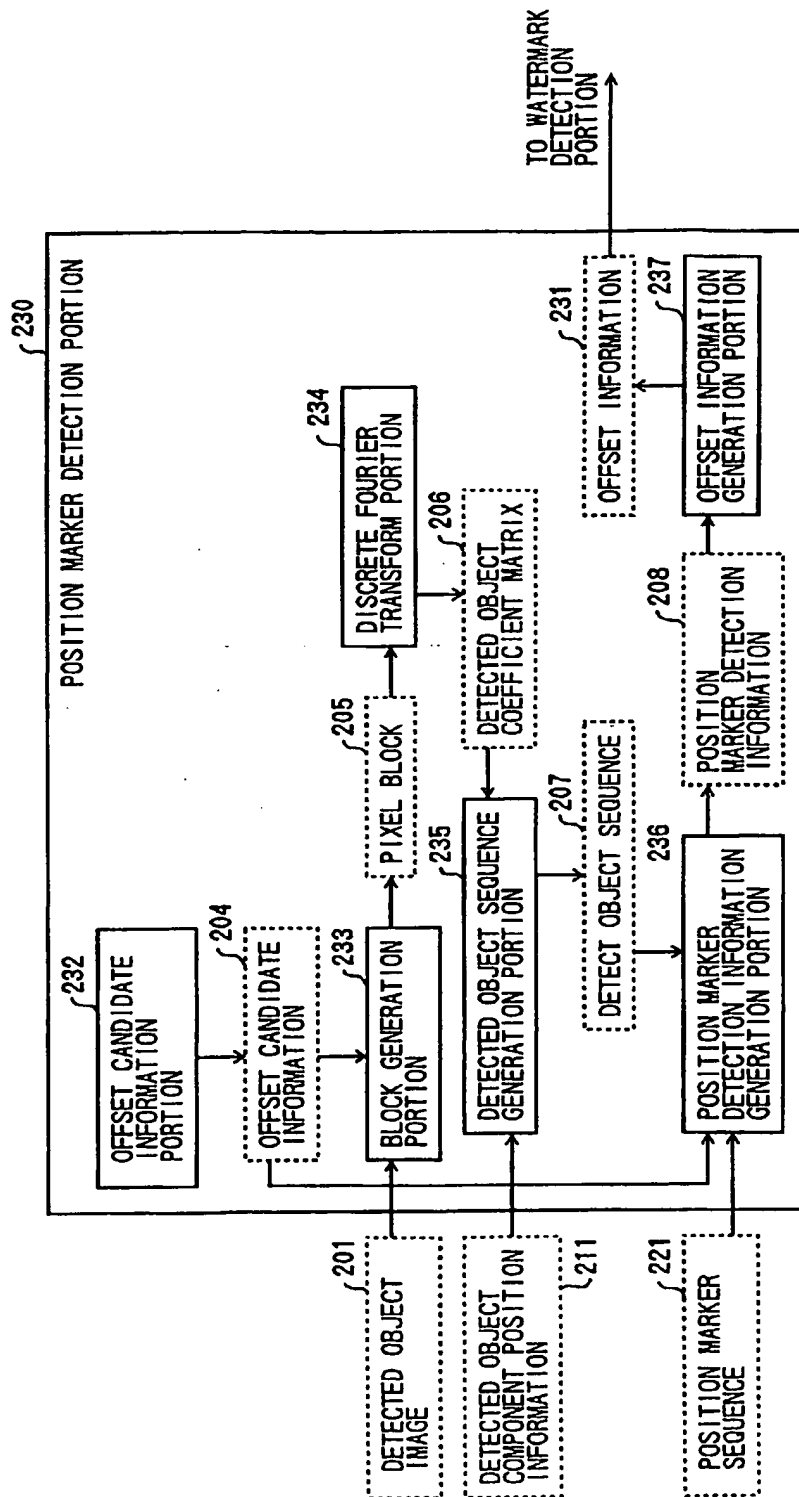 230
POSITION MARKER DETECTION PORTION
232
OFFSET CANDIDATE
INFORMATION
PORTION
204
OFFSET CANDIDATE
INFORMATION
201
DETECTED OBJECT
IMAGE
233
BLOCK GENERATION
PORTION
205
PIXEL BLOCK
234
DISCRETE FOURIER
TRANSFORM PORTION
206
DETECTED OBJECT
COEFFICIENT MATRIX
DETECTED OBJECT
COMPONENT POSITION
INFORMATION
211
235
DETECTED OBJECT SEQUENCE
GENERATION PORTION
207
DETECT OBJECT SEQUENCE
221
POSITION MARKER
SEQUENCE
236
POSITION MARKER
DETECTION INFORMATION
GENERATION PORTION
208
POSITION
MARKER DETECTION
INFORMATION
237
OFFSET INFORMATION
GENERATION PORTION
231
OFFSET INFORMATION
TO WATERMARK
DETECTION
PORTION